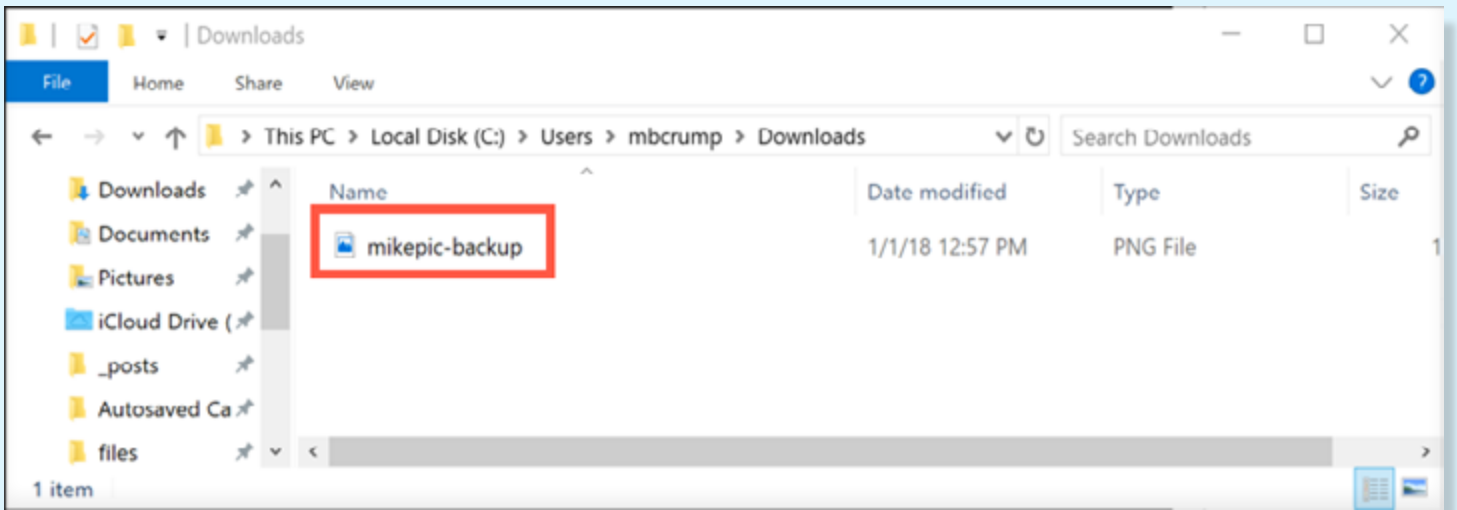 Downloads
File Home Share View
This PC > Local Disk (C:) > Users > mbcrump > Downloads
Search Downloads
Name Date modified Type Size
mikepic-backup 1/1/18 12:57 PM PNG File 1
Downloads
Documents
Pictures
iCloud Drive (
_posts
Autosaved Ca
files
1 item